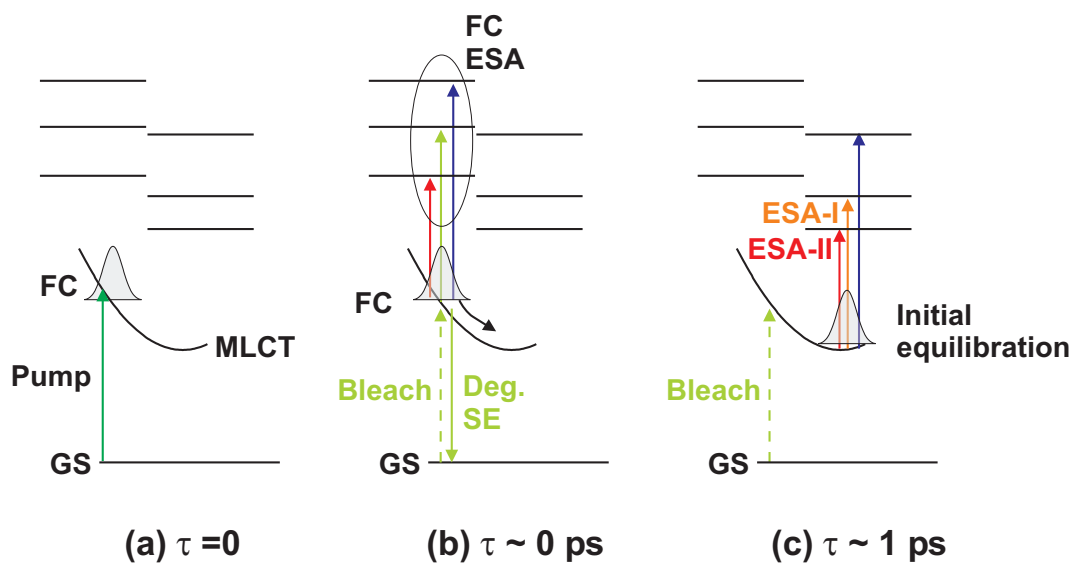 FC
MLCT
Pump
GS
(a) τ =0
FC
ESA
FC
Bleach
Deg.
SE
GS
(b) τ ~ 0 ps
ESA-I
ESA-II
Initial
equilibration
Bleach
GS
(c) τ ~ 1 ps